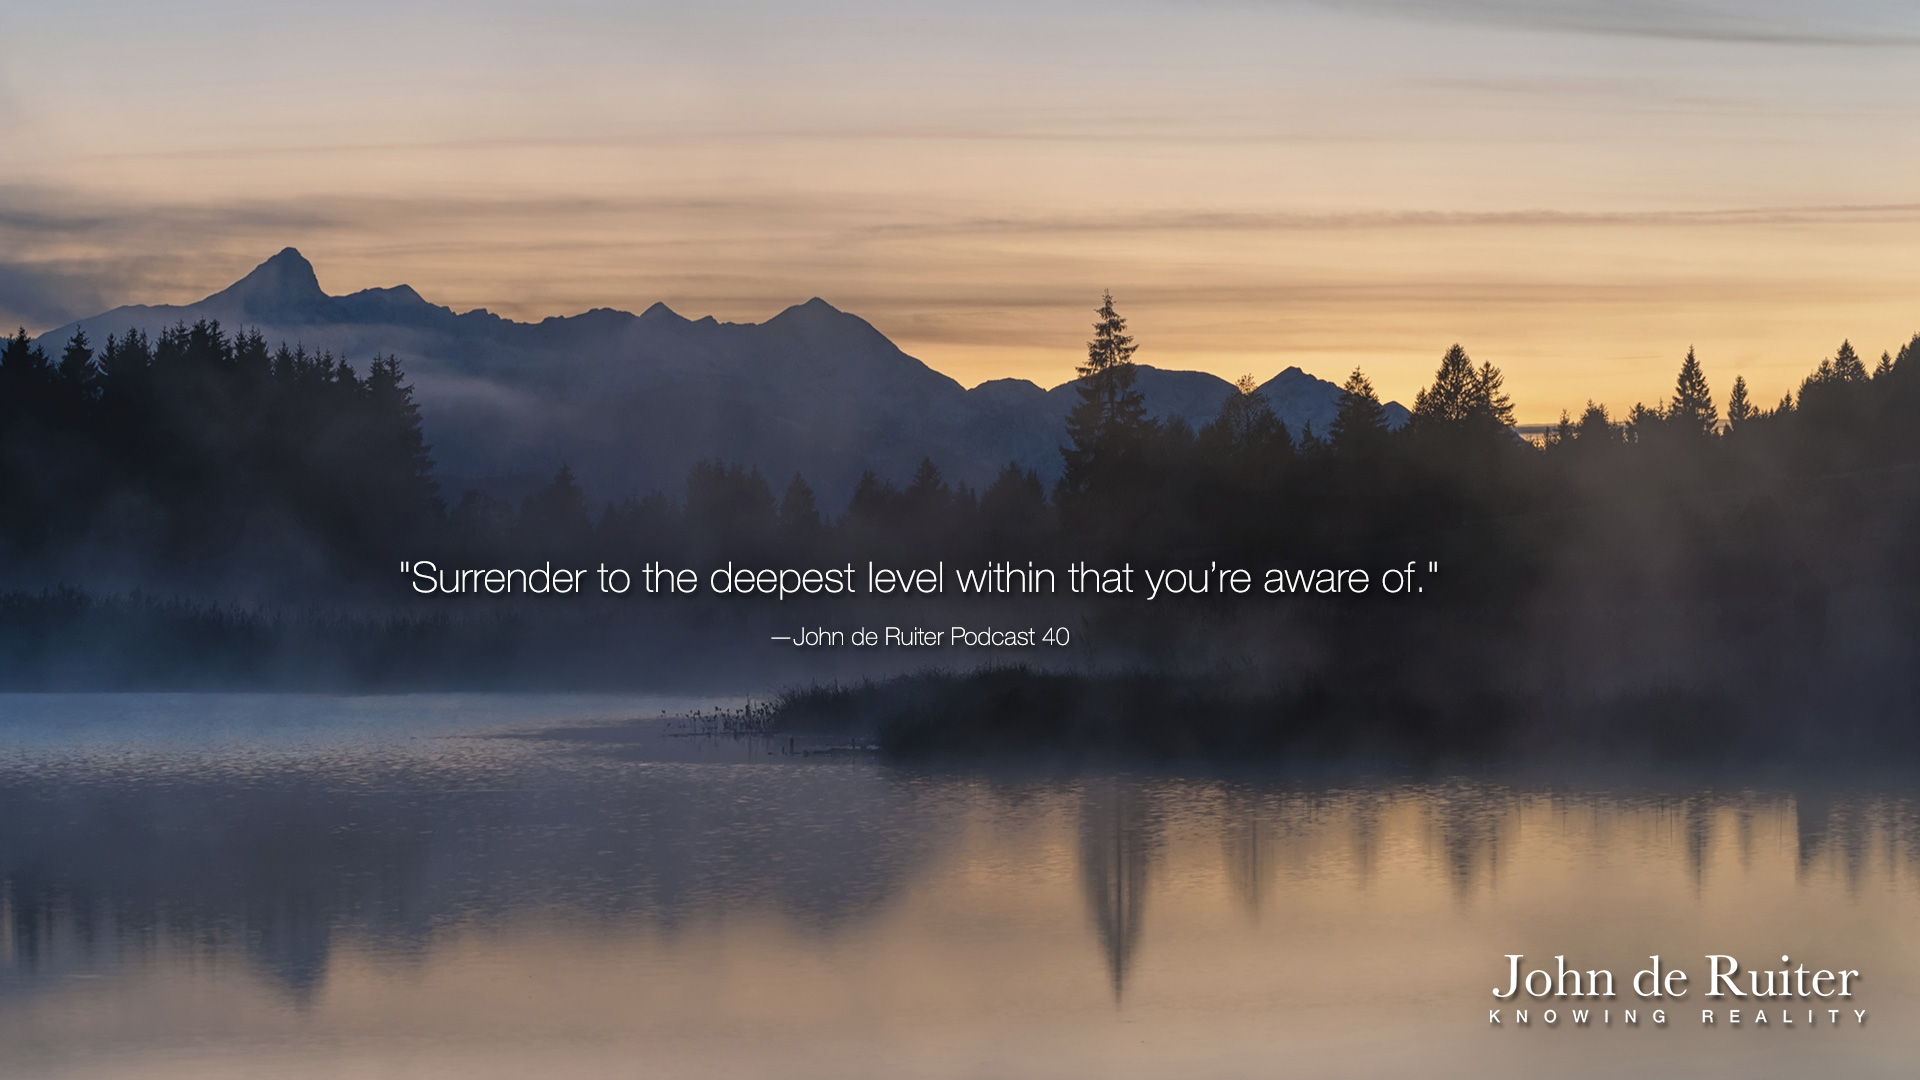 "Surrender to the deepest level within that you’re aware of."
—John de Ruiter Podcast 40
John de Ruiter
KNOWING REALITY